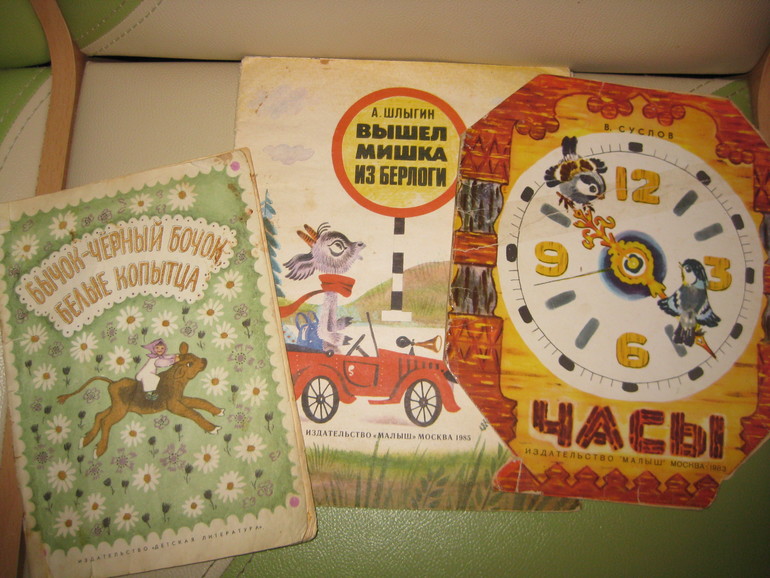 БЫЧОК-ЧЕРНЫЙ БОЧОК,
БЕЛЫЕ КОПЫТЦА
ИЗДАТЕЛЬСТВО «ДЕТСКАЯ ЛИТЕРАТУРА»
А. ШЛЫГИН
ВЫШЕЛ
МИШКА
ИЗ БЕРЛОГИ
ИЗДАТЕЛЬСТВО «МАЛЫШ» МОСКВА 1985
В. СУСЛОВ
12
9
3
6
ЧАСЫ
ИЗДАТЕЛЬСТВО "МАЛЫШ" МОСКВА 1983